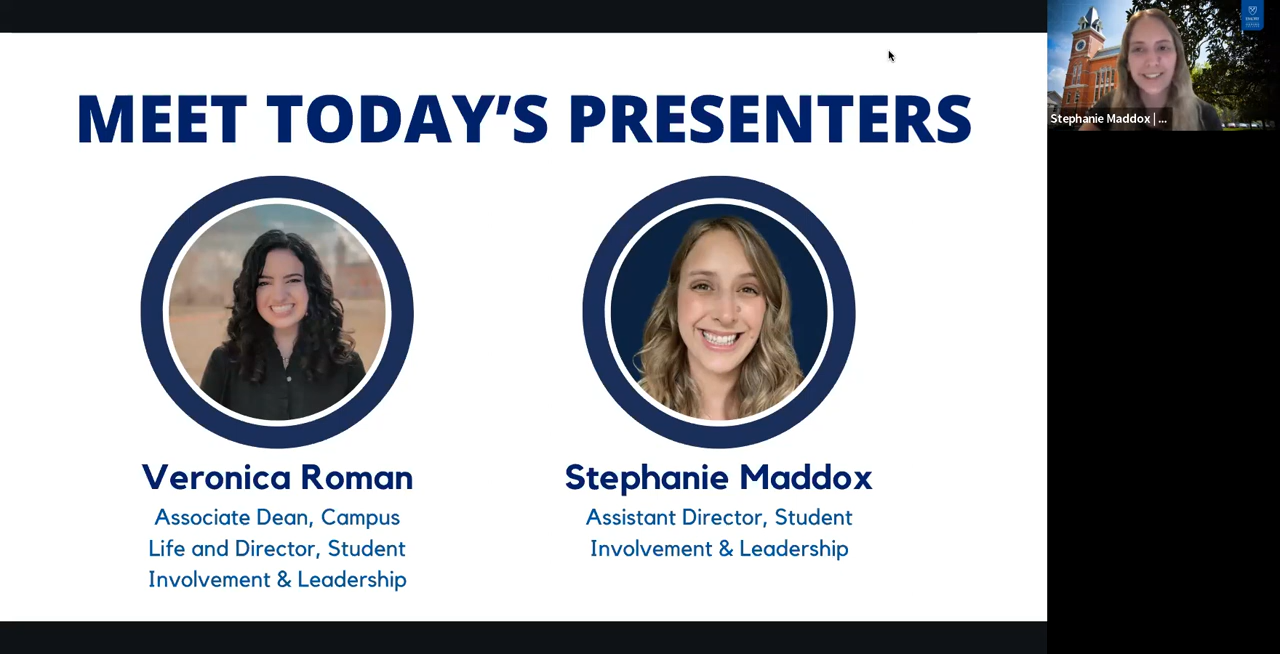 MEET TODAY'S PRESENTERS
Veronica Roman
Associate Dean, Campus
Life and Director, Student
Involvement & Leadership
Stephanie Maddox
Assistant Director, Student
Involvement & Leadership
Stephanie Maddox | ...